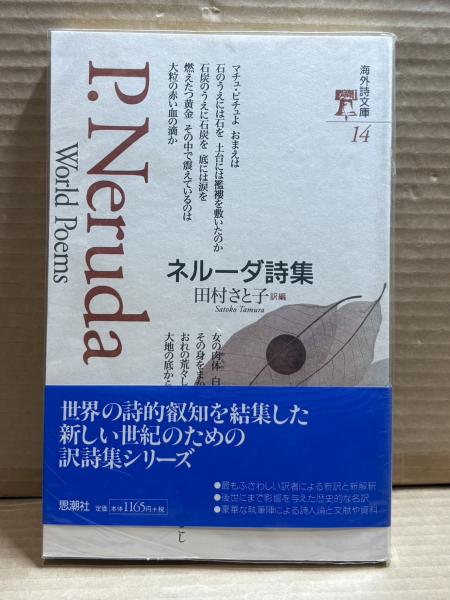 海外詩文庫
14
P. Neruda
World Poems
マチュ・ピチュよ おまえは
石のうえには石を 土台には襤褸を敷いたのか
石炭のうえに石炭を 底には涙を
燃えたつ黄金 その中で震えているのは
大粒の赤い血の滴か
ネルーダ詩集
田村さと子 訳編
Satoko Tamura
女の肉体 白
その身をまか
おれの荒々し
大地の底から
世界の詩的叡知を結集した
新しい世紀のための
訳詩集シリーズ
●最もふさわしい訳者による新訳と新解釈
●後世にまで影響を与えた歴史的な名訳
●豪華な執筆陣による詩人論と文献や資料
思潮社 定価 本体1165円+税